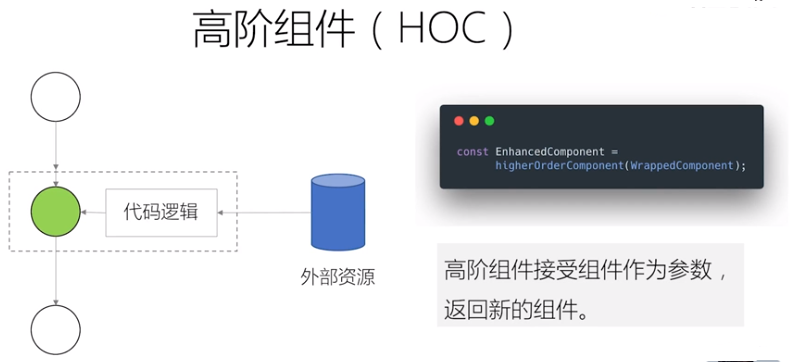 高阶组件（HOC）
代码逻辑
外部资源
const EnhancedComponent =
higherOrderComponent(WrappedComponent);
高阶组件接受组件作为参数，
返回新的组件。